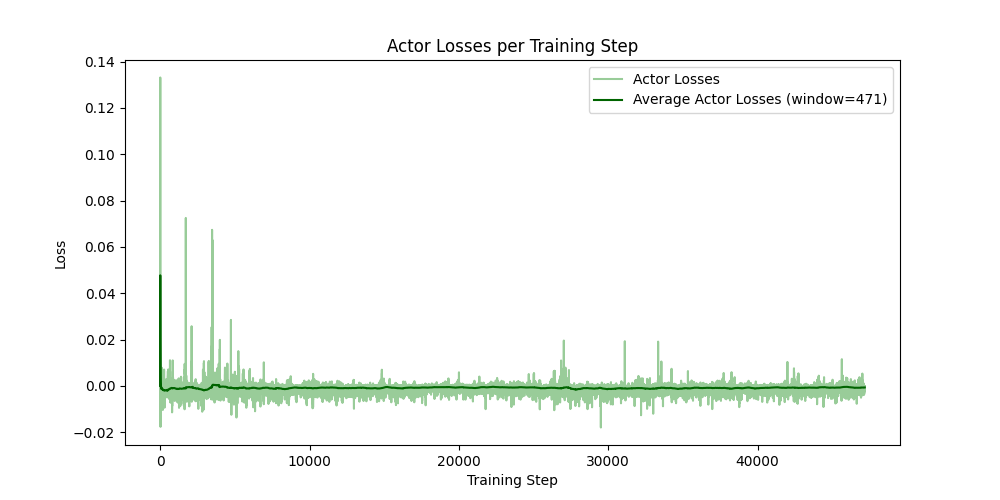 Actor Losses per Training Step
Actor Losses
Average Actor Losses (window=471)
Loss
0.14
0.12
0.10
0.08
0.06
0.04
0.02
0.00
−0.02
0 10000 20000 30000 40000
Training Step